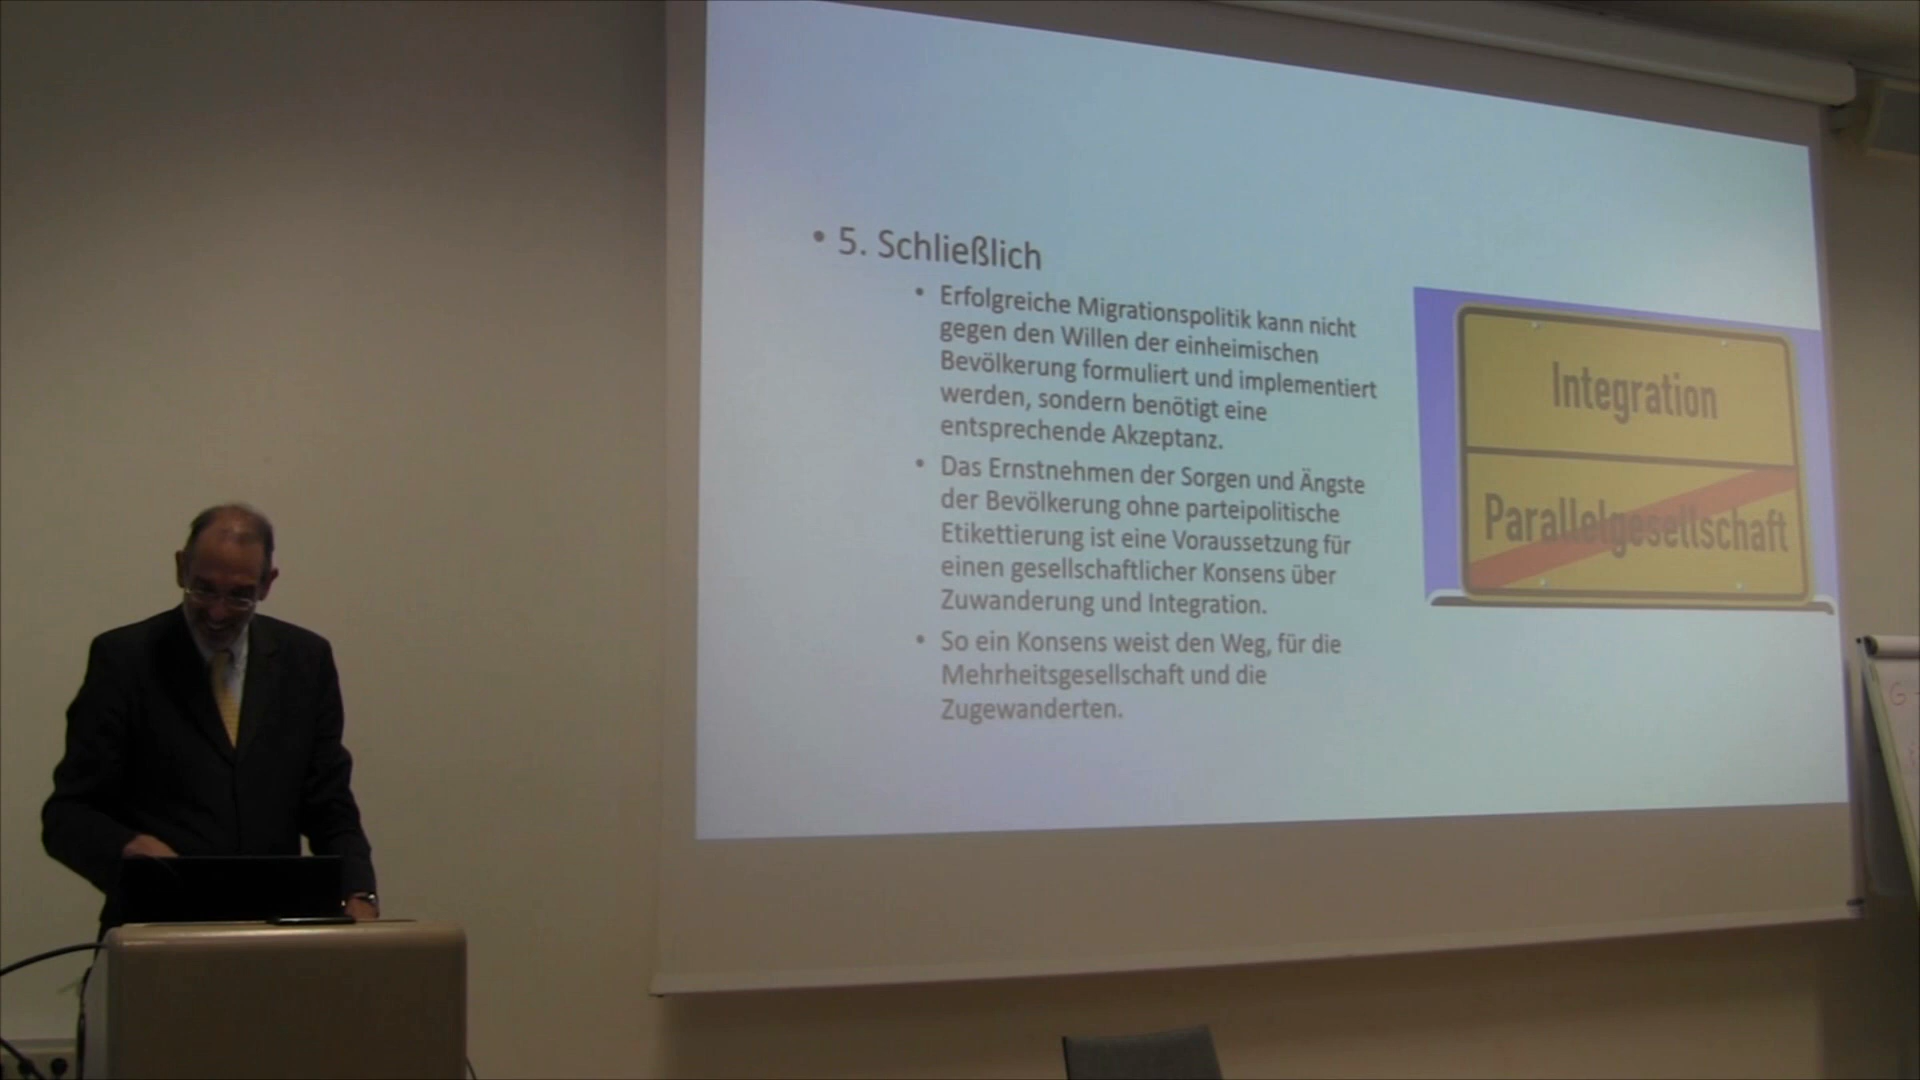 • 5. Schließlich
• Erfolgreiche Migrationspolitik kann nicht
gegen den Willen der einheimischen
Bevölkerung formuliert und implementiert
werden, sondern benötigt eine
entsprechende Akzeptanz.
• Das Ernstnehmen der Sorgen und Ängste
der Bevölkerung ohne parteipolitische
Etikettierung ist eine Voraussetzung für
einen gesellschaftlicher Konsens über
Zuwanderung und Integration.
• So ein Konsens weist den Weg, für die
Mehrheitsgesellschaft und die
Zugewanderten.
Integration
Parallelgesellschaft